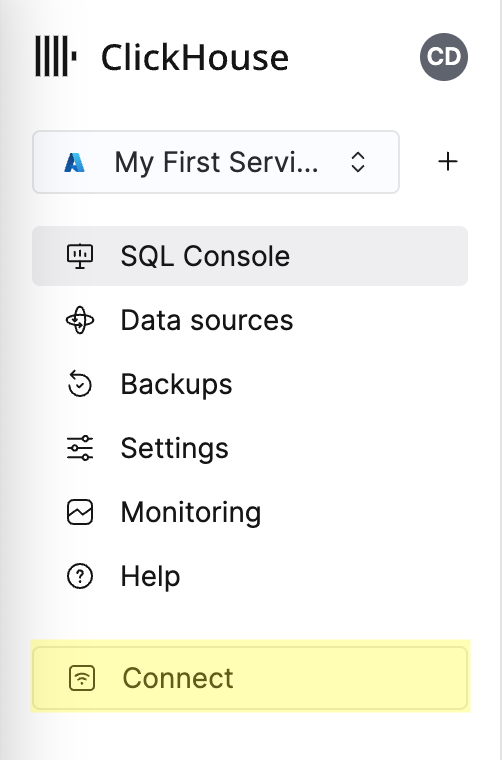 ClickHouse
CD
My First Servi...
SQL Console
Data sources
Backups
Settings
Monitoring
Help
Connect